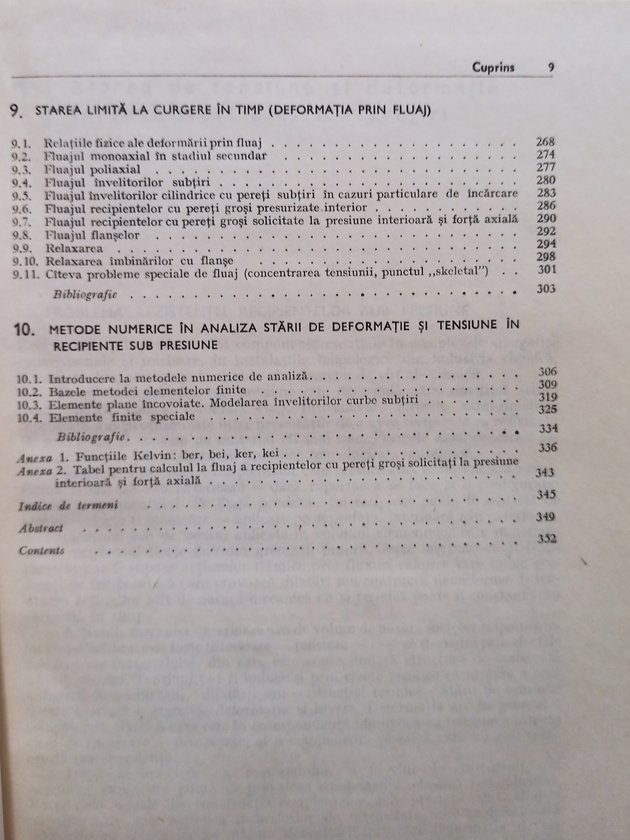 Cuprins 9
9. STAREA LIMITĂ LA CURGERE ÎN TIMP (DEFORMAȚIA PRIN FLUAJ)
9.1. Relațiile fizice ale deformării prin fluaj . . . . . . . . . . . . . . . . . . 268
9.2. Fluajul monoaxial în stadiul secundar . . . . . . . . . . . . . . . . . . 274
9.3. Fluajul poliaxial . . . . . . . . . . . . . . . . . . 277
9.4. Fluajul învelitorilor subțiri . . . . . . . . . . . . . . . . . . 280
9.5. Fluajul învelitorilor cilindrice cu pereți subțiri în cazuri particulare de încărcare 283
9.6. Fluajul recipientelor cu pereți groși presurizate interior . . . . . . . . . . 286
9.7. Fluajul recipientelor cu pereți groși solicitate la presiune interioară și forță axială 290
9.8. Fluajul flanșelor . . . . . . . . . . . . . . . . . . 292
9.9. Relaxarea . . . . . . . . . . . . . . . . . . 294
9.10. Relaxarea îmbinărilor cu flanșe . . . . . . . . . . . . . . . . . . 298
9.11. Cîteva probleme speciale de fluaj (concentrarea tensiunii, punctul ,,skeletal") . . 301
Bibliografie . . . . . . . . . . . . . . . . . . 303
10. METODE NUMERICE ÎN ANALIZA STĂRII DE DEFORMAȚIE ȘI TENSIUNE ÎN
RECIPIENTE SUB PRESIUNE
10.1. Introducere la metodele numerice de analiză. . . . . . . . . . . . . . . 306
10.2. Bazele metodei elementelor finite . . . . . . . . . . . . . . . . . . 309
10.3. Elemente plane încovoiate. Modelarea învelitorilor curbe subțiri . . . . . . . 319
10.4. Elemente finite speciale . . . . . . . . . . . . . . . . . . 325
Bibliografie. . . . . . . . . . . . . . . . . . 334
Anexa 1. Funcțiile Kelvin: ber, bei, ker, kei . . . . . . . . . . . . . . . . . . 336
Anexa 2. Tabel pentru calculul la fluaj a recipientelor cu pereți groși solicitați la presiune
interioară și forță axială . . . . . . . . . . . . . . . . . . 343
Indice de termeni . . . . . . . . . . . . . . . . . . 345
Abstract . . . . . . . . . . . . . . . . . . 349
Contents . . . . . . . . . . . . . . . . . . 352